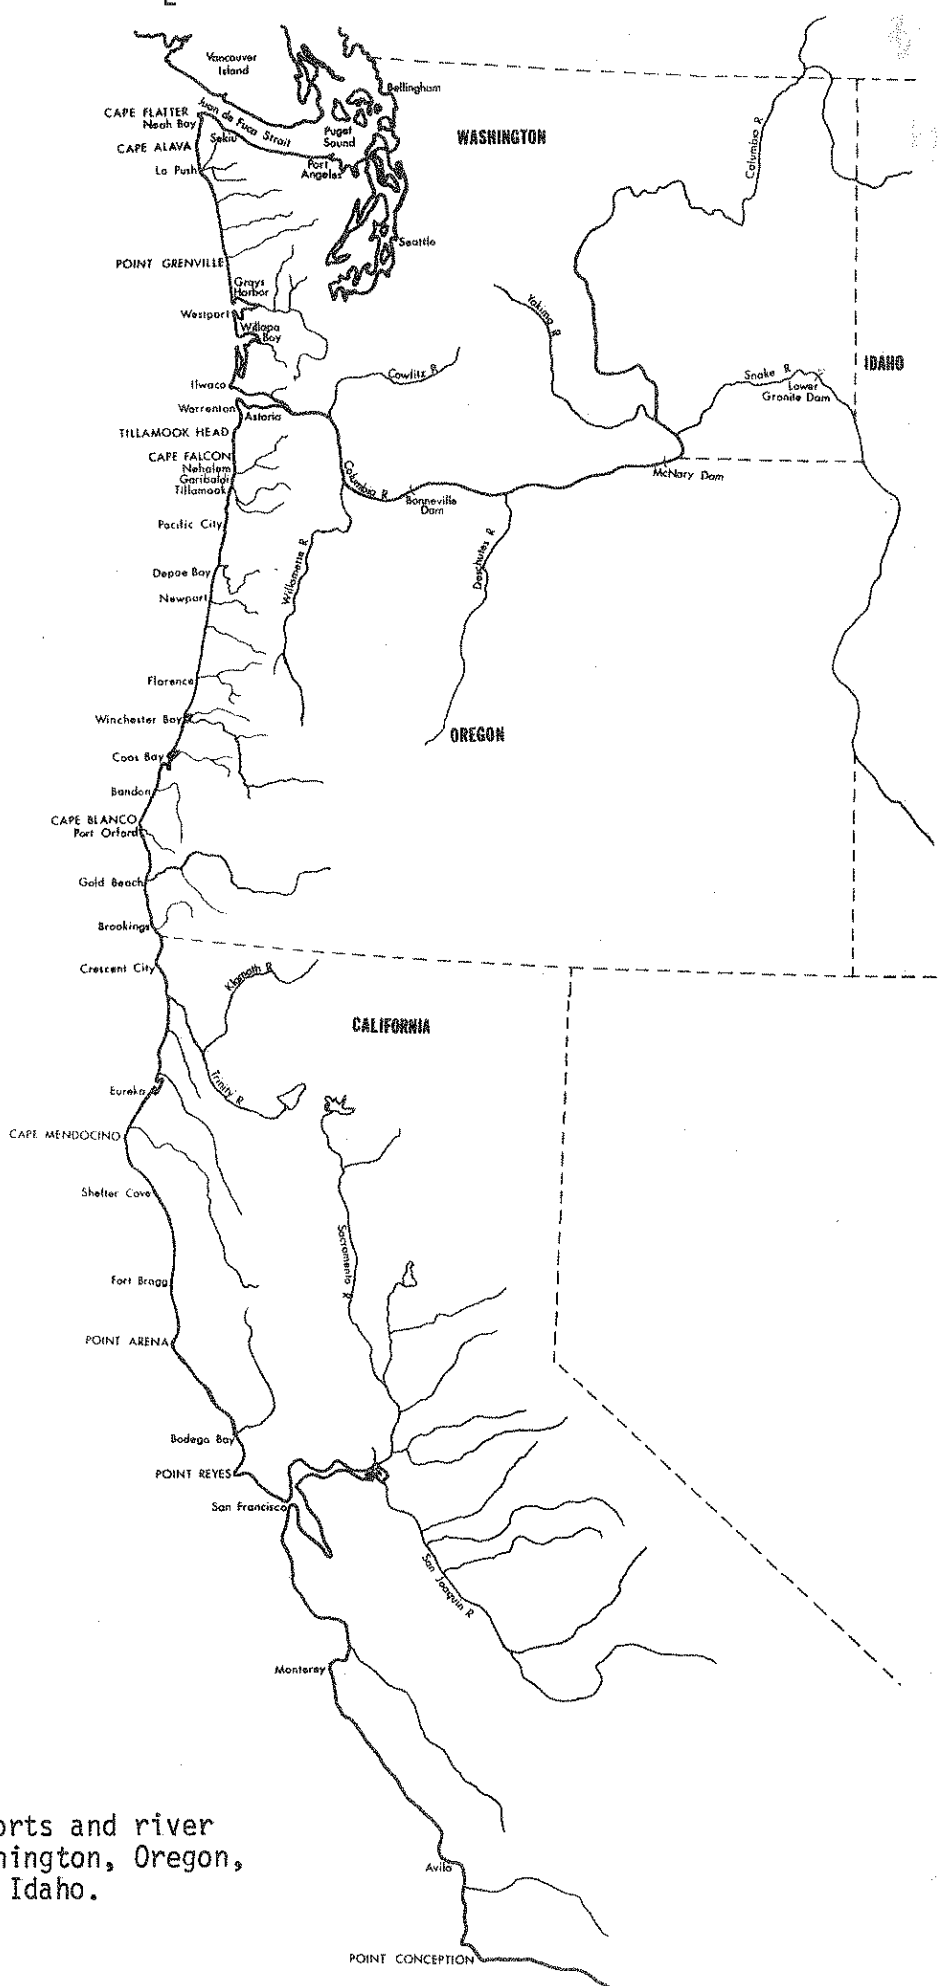 Vancouver
Island
Bellingham
CAPE FLATTER
Neah Bay
Juan de Fuca Strait
Puget
Sound
WASHINGTON
Columbia R
Sekiu
CAPE ALAVA
Port
Angeles
La Push
Seattle
POINT GRENVILLE
Grays
Harbor
Westport
Willapa
Bay
Yakima R
IDAHO
Cowlitz R
Snake R
Lower
Granite Dam
Ilwaco
Warrenton
Astoria
TILLAMOOK HEAD
CAPE FALCON
Nehalem
Garibaldi
Tillamook
Columbia R
McNary Dam
Bonneville
Dam
Pacific City
Willamette R
Deschutes R
Depoe Bay
Newport
Florence
Winchester Bay
OREGON
Coos Bay
Bandon
CAPE BLANCO
Port Orford
Gold Beach
Brookings
Crescent City
Klamath R
CALIFORNIA
Eureka
Trinity R
CAPE MENDOCINO
Shelter Cove
Sacramento R
Fort Bragg
POINT ARENA
Bodega Bay
POINT REYES
San Francisco
San Joaquin R
Monterey
orts and river
nington, Oregon,
Idaho.
Avila
POINT CONCEPTION